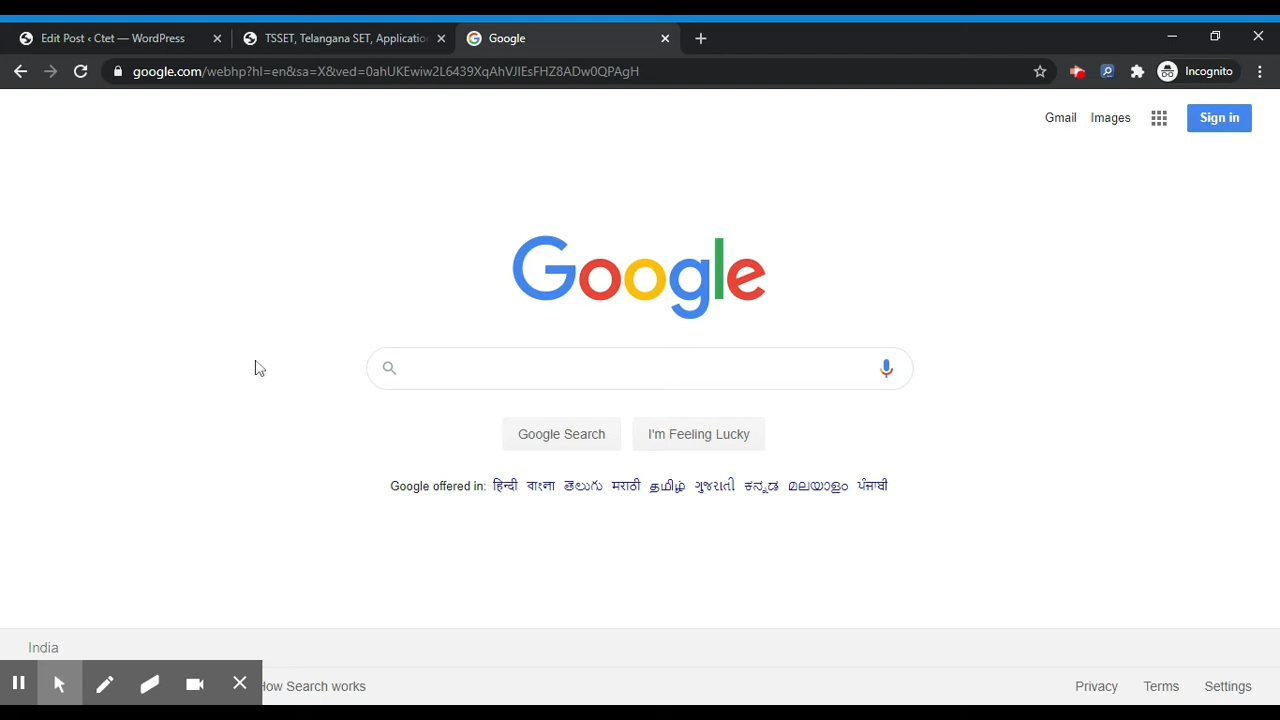 Edit Post ‹ Ctet — WordPress
TSSET, Telangana SET, Applicatio
Google
google.com/webhp?hl=en&sa=X&ved=0ahUKEwiw2L6439XqAhVJIEsFHZ8ADw0QPAgH
Incognito
Gmail Images
Sign in
Google
Google Search I'm Feeling Lucky
Google offered in: हिन्दी বাংলা తెలుగు मराठी தமிழ் ગુજરાતી ಕನ್ನಡ മലയാളം ਪੰਜਾਬੀ
India
How Search works Privacy Terms Settings